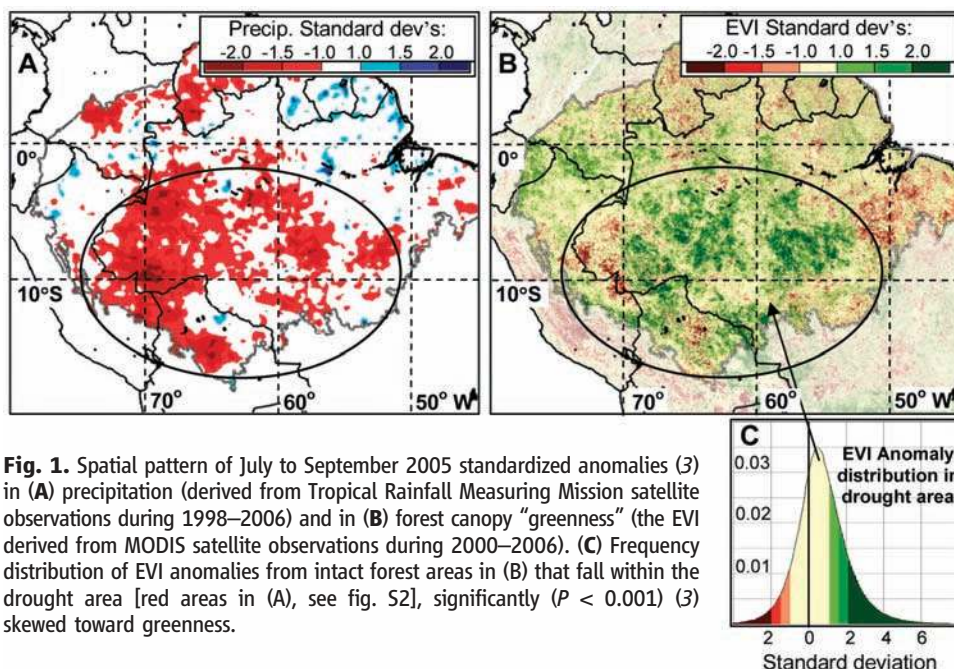 Precip. Standard dev's:
-2.0 -1.5 -1.0 1.0 1.5 2.0
A
0°
10°S
70° 60° 50° W
EVI Standard dev's:
-2.0 -1.5 -1.0 1.0 1.5 2.0
B
0°
10°S
70° 60° 50° W
Fig. 1. Spatial pattern of July to September 2005 standardized anomalies (3)
in (A) precipitation (derived from Tropical Rainfall Measuring Mission satellite
observations during 1998–2006) and in (B) forest canopy “greenness” (the EVI
derived from MODIS satellite observations during 2000–2006). (C) Frequency
distribution of EVI anomalies from intact forest areas in (B) that fall within the
drought area [red areas in (A), see fig. S2], significantly (P < 0.001) (3)
skewed toward greenness.
C
EVI Anomaly
distribution in
drought area
0.03
0.02
0.01
2 0 2 4 6
Standard deviation